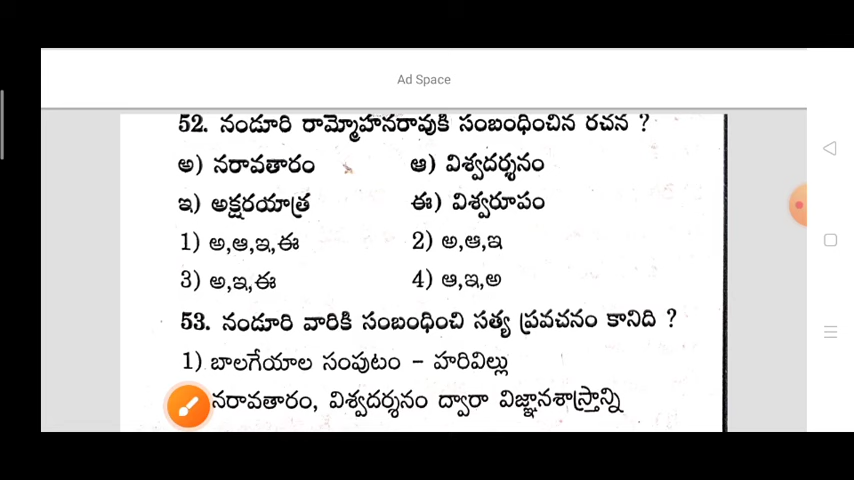 Ad Space
52. నండూరి రామ్మోహనరావుకి సంబంధించిన రచన ?
అ) నరావతారం ఆ) విశ్వదర్శనం
ఇ) అక్షరయాత్ర ఈ) విశ్వరూపం
1) అ,ఆ,ఇ,ఈ 2) అ,ఆ,ఇ
3) అ,ఇ,ఈ 4) ఆ,ఇ,అ
53. నండూరి వారికి సంబంధించి సత్య ప్రవచనం కానిది ?
1) బాలగేయాల సంపుటం - హరివిల్లు
నరావతారం, విశ్వదర్శనం ద్వారా విజ్ఞానశాస్త్రాన్ని